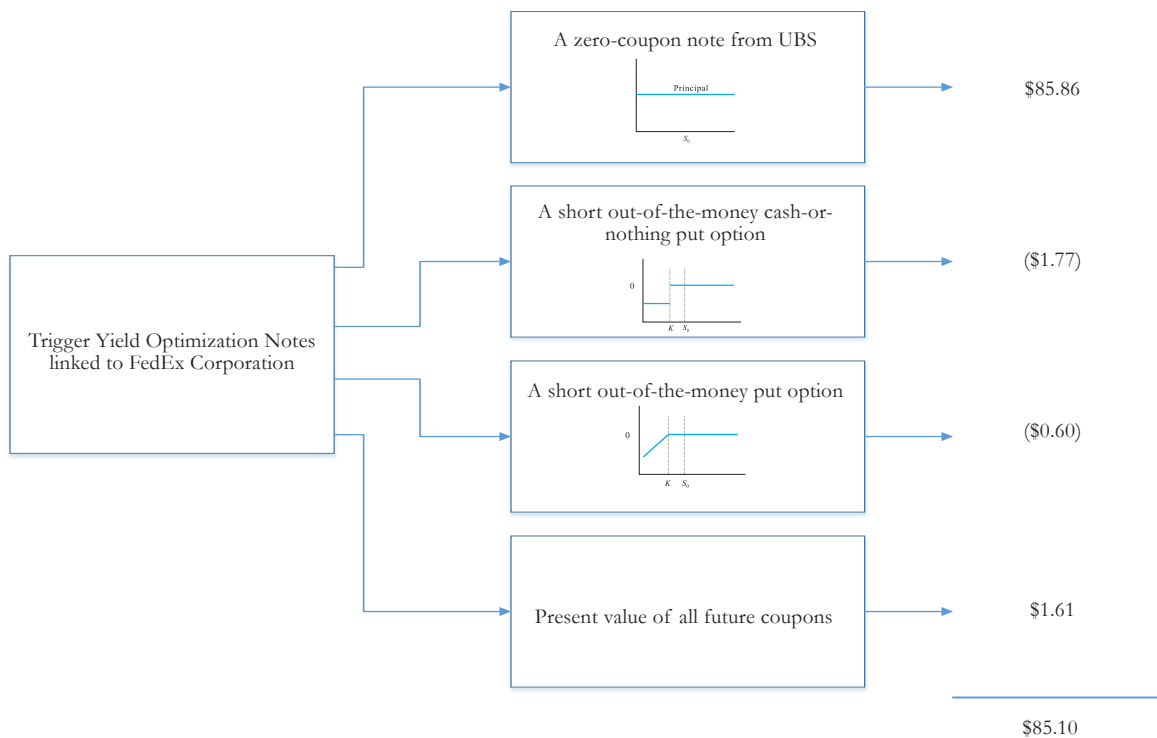 A zero-coupon note from UBS
Principal
S₀
$85.86
A short out-of-the-money cash-or-
nothing put option
0
K
S₀
($1.77)
Trigger Yield Optimization Notes
linked to FedEx Corporation
A short out-of-the-money put option
0
K
S₀
($0.60)
Present value of all future coupons
$1.61
$85.10